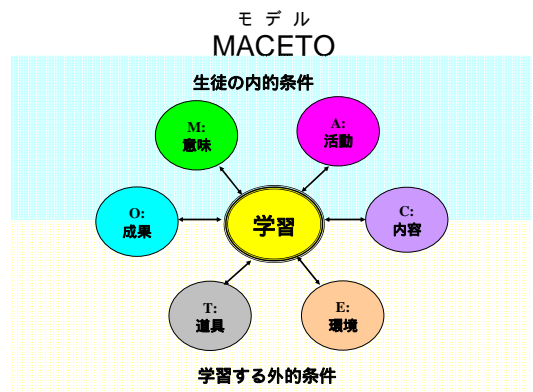 モデル
MACETO
生徒の内的条件
M:
意味
A:
活動
O:
成果
学習
C:
内容
T:
道具
E:
環境
学習する外的条件